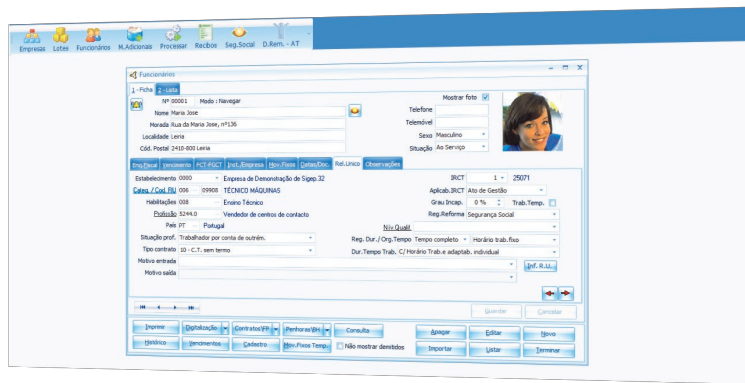 Empresas Lotes Funcionários M.Adicionais Processar Recibos Seg.Social D.Rem. - AT
Funcionários
1 - Ficha 2 - Lista
Nº 00001 Modo : Navegar
Mostrar foto
Nome Maria José
Telefone
Morada Rua da Maria Jose, nº136
Telemóvel
Localidade Leiria
Sexo Masculino
Cód. Postal 2410-800 Leiria
Situação Ao Serviço
Enq.Fiscal Vencimento FCT-FGCT Inst./Empresa Mov.Fixos Datas/Doc. Rel.Unico Observações
Estabelecimento 0000 Empresa de Demonstração de Sigep.32
IRCT 1 25071
Categ. / Cod. RU 006 09908 TÉCNICO MÁQUINAS
Aplicab.IRCT Ato de Gestão
Habilitações 008 Ensino Técnico
Grau Incap. 0 % Trab.Temp.
Profissão 5244.0 Vendedor de centros de contacto
Reg.Reforma Segurança Social
País PT Portugal
Niv.Qualif.
Situação prof. Trabalhador por conta de outrém.
Reg. Dur./ Org.Tempo Tempo completo Horário trab.fixo
Tipo contrato 10 - C.T. sem termo
Dur.Tempo Trab. C/ Horário Trab.e adaptab. individual
Motivo entrada
Inf. R.U.
Motivo saída
Guardar Cancelar
Imprimir Digitalização Contratos\FP Penhoras\BH Consulta Apagar Editar Novo
Histórico Vencimentos Cadastro Mov.Fixos Temp. Não mostrar demitidos Importar Listar Terminar